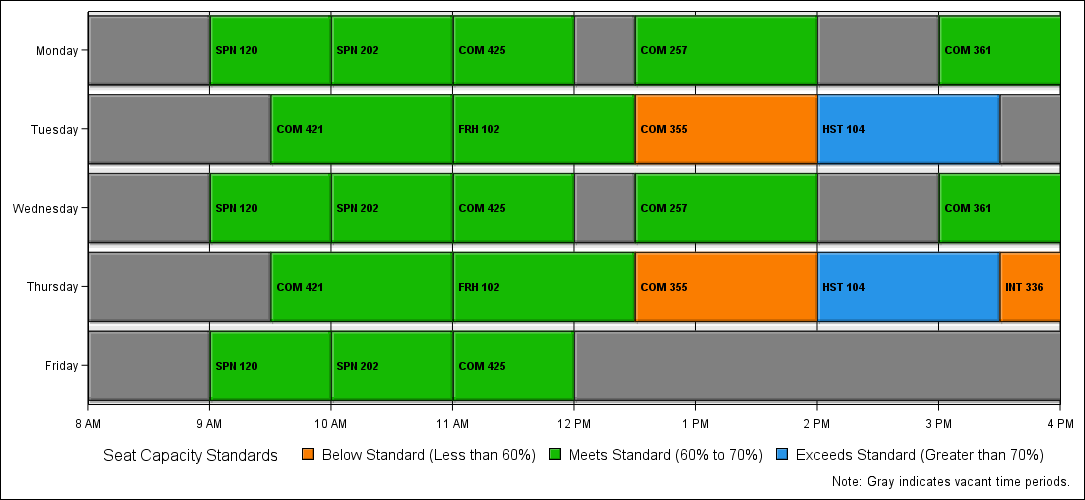 Monday
SPN 120 SPN 202 COM 425 COM 257 COM 361
Tuesday
COM 421 FRH 102 COM 355 HST 104
Wednesday
SPN 120 SPN 202 COM 425 COM 257 COM 361
Thursday
COM 421 FRH 102 COM 355 HST 104 INT 336
Friday
SPN 120 SPN 202 COM 425
8 AM 9 AM 10 AM 11 AM 12 PM 1 PM 2 PM 3 PM 4 PM
Seat Capacity Standards Below Standard (Less than 60%) Meets Standard (60% to 70%) Exceeds Standard (Greater than 70%)
Note: Gray indicates vacant time periods.